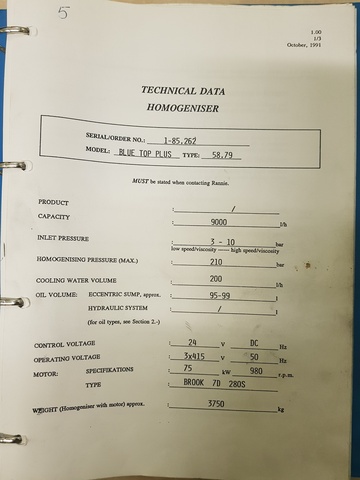 5
1.00
1/3
October, 1991
TECHNICAL DATA
HOMOGENISER
SERIAL/ORDER NO.: 1-85.262
MODEL: BLUE TOP PLUS TYPE: 58.79
MUST be stated when contacting Rannie.
PRODUCT : /
CAPACITY : 9000 l/h
INLET PRESSURE : 3 - 10 bar
low speed/viscosity —— high speed/viscosity
HOMOGENISING PRESSURE (MAX.) : 210 bar
COOLING WATER VOLUME : 200 l/h
OIL VOLUME: ECCENTRIC SUMP, approx. : 95-99 l
HYDRAULIC SYSTEM : / l
(for oil types, see Section 2.-)
CONTROL VOLTAGE : 24 V DC Hz
OPERATING VOLTAGE : 3x415 V 50 Hz
MOTOR: SPECIFIKATIONS : 75 kW 980 r.p.m.
TYPE : BROOK 7D 280S
WEIGHT (Homogeniser with motor) approx. : 3750 kg